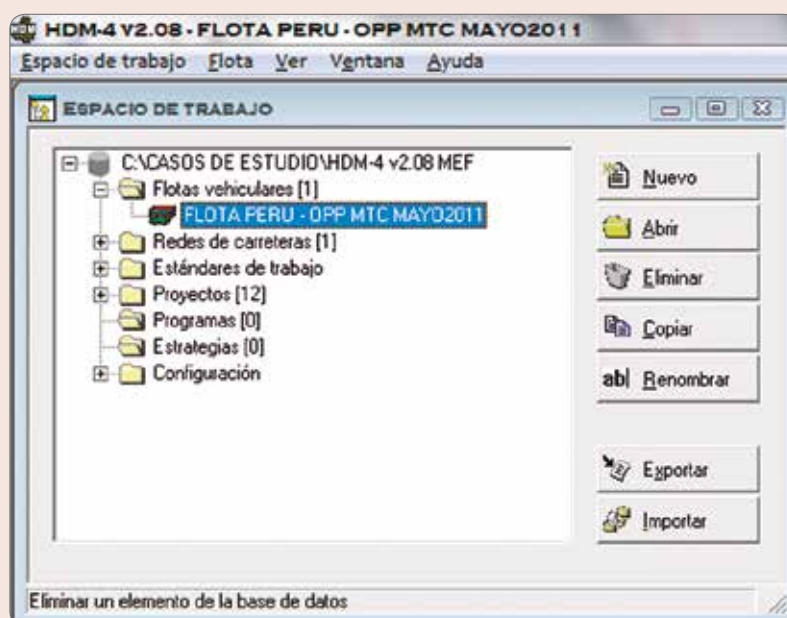 HDM-4 V2.08 - FLOTA PERU - OPP MTC MAYO2011
Espacio de trabajo Flota Ver Ventana Ayuda
ESPACIO DE TRABAJO
C:\CASOS DE ESTUDIO\HDM-4 v2.08 MEF
Flotas vehiculares [1]
FLOTA PERU - OPP MTC MAYO2011
Redes de carreteras [1]
Estándares de trabajo
Proyectos [12]
Programas [0]
Estrategias [0]
Configuración
Nuevo
Abrir
Eliminar
Copiar
ab| Renombrar
Exportar
Importar
Eliminar un elemento de la base de datos